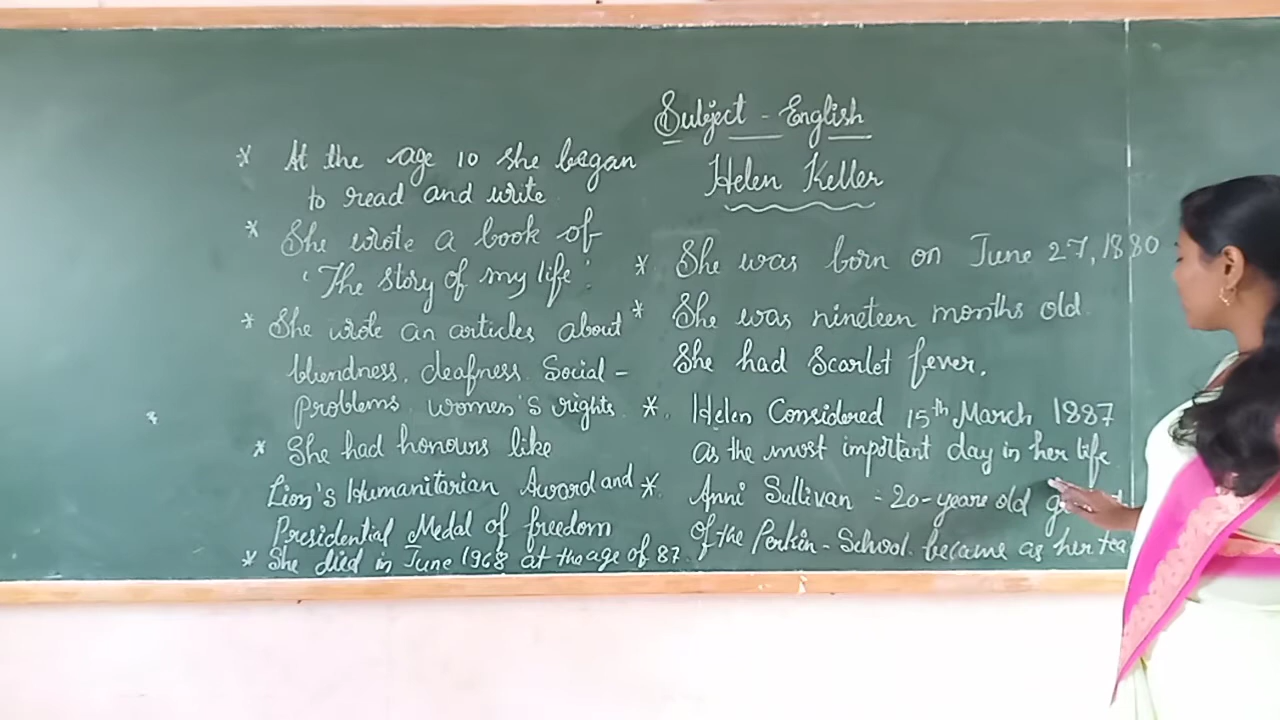 Subject - English
Helen Keller
* She was born on June 27, 1880
* She was nineteen months old.
She had Scarlet fever.
*. Helen Considered 15th March 1887
as the most important day in her life
*. Anni Sullivan - 20-yeare old
of the Perkin - School. became as her
* At the age 10 she began
to read and write
* She wrote a book of
'The story of my life'.
* She wrote an articles about
blindness, deafness. Social -
Problems. women's rights.
* She had honours like
Lion's Humanitarian Award and
Presidential Medal of freedom
* She died in June 1968 at the age of 87.